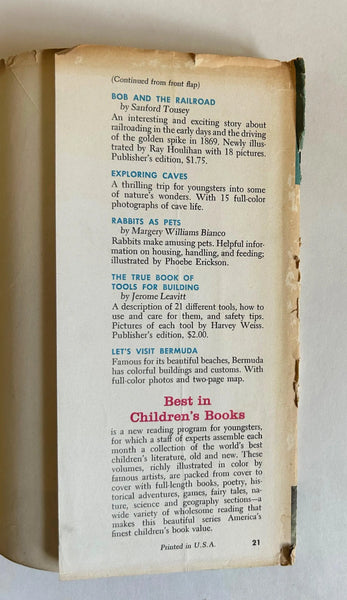 (Continued from front flap)
BOB AND THE RAILROAD
by Sanford Tousey
An interesting and exciting story about
railroading in the early days and the driving
of the golden spike in 1869. Newly illus-
trated by Ray Houlihan with 18 pictures.
Publisher's edition, $1.75.
EXPLORING CAVES
A thrilling trip for youngsters into some
of nature's wonders. With 15 full-color
photographs of cave life.
RABBITS AS PETS
by Margery Williams Bianco
Rabbits make amusing pets. Helpful infor-
mation on housing, handling, and feeding;
illustrated by Phoebe Erickson.
THE TRUE BOOK OF
TOOLS FOR BUILDING
by Jerome Leavitt
A description of 21 different tools, how to
use and care for them, and safety tips.
Pictures of each tool by Harvey Weiss.
Publisher's edition, $2.00.
LET'S VISIT BERMUDA
Famous for its beautiful beaches, Bermuda
has colorful buildings and customs. With
full-color photos and two-page map.
Best in
Children's Books
is a new reading program for youngsters,
for which a staff of experts assemble each
month a collection of the world's best
children's literature, old and new. These
volumes, richly illustrated in color by
famous artists, are packed from cover to
cover with full-length books, poetry, his-
torical adventures, games, fairy tales, na-
ture, science and geography sections—a
wide variety of wholesome reading that
makes this beautiful series America's
finest children's book value.
Printed in U.S.A. 21